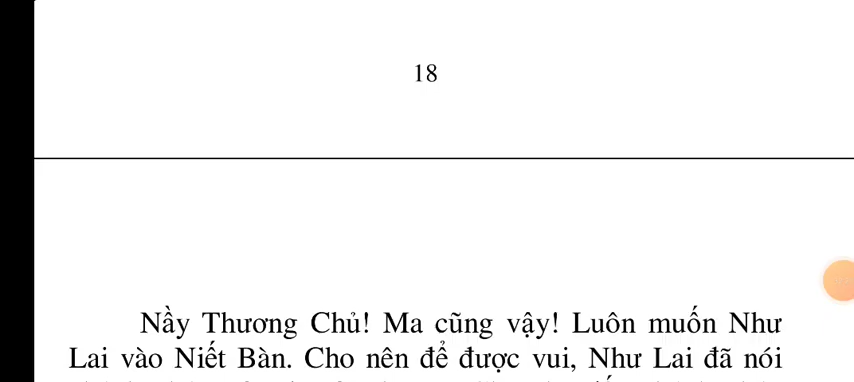 18
Nầy Thương Chủ! Ma cũng vậy! Luôn muốn Như
Lai vào Niết Bàn. Cho nên để được vui, Như Lai đã nói